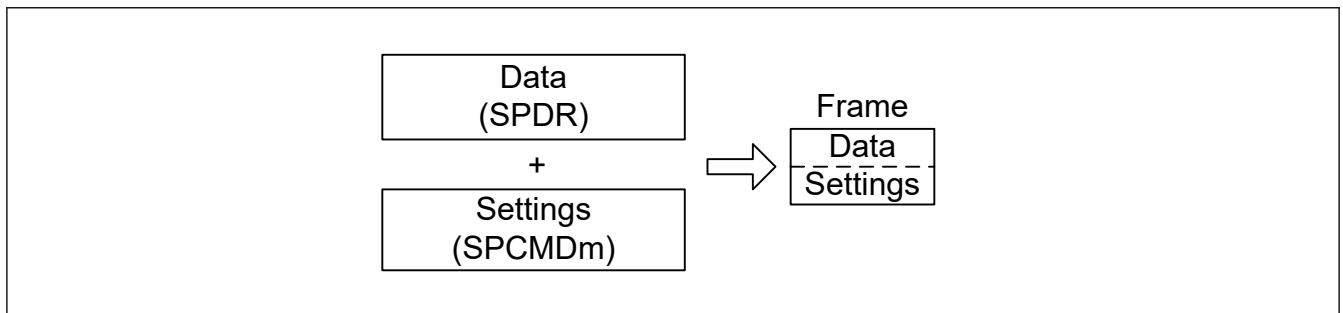 Data
(SPDR)
+
Settings
(SPCMDm)
Frame
Data
Settings